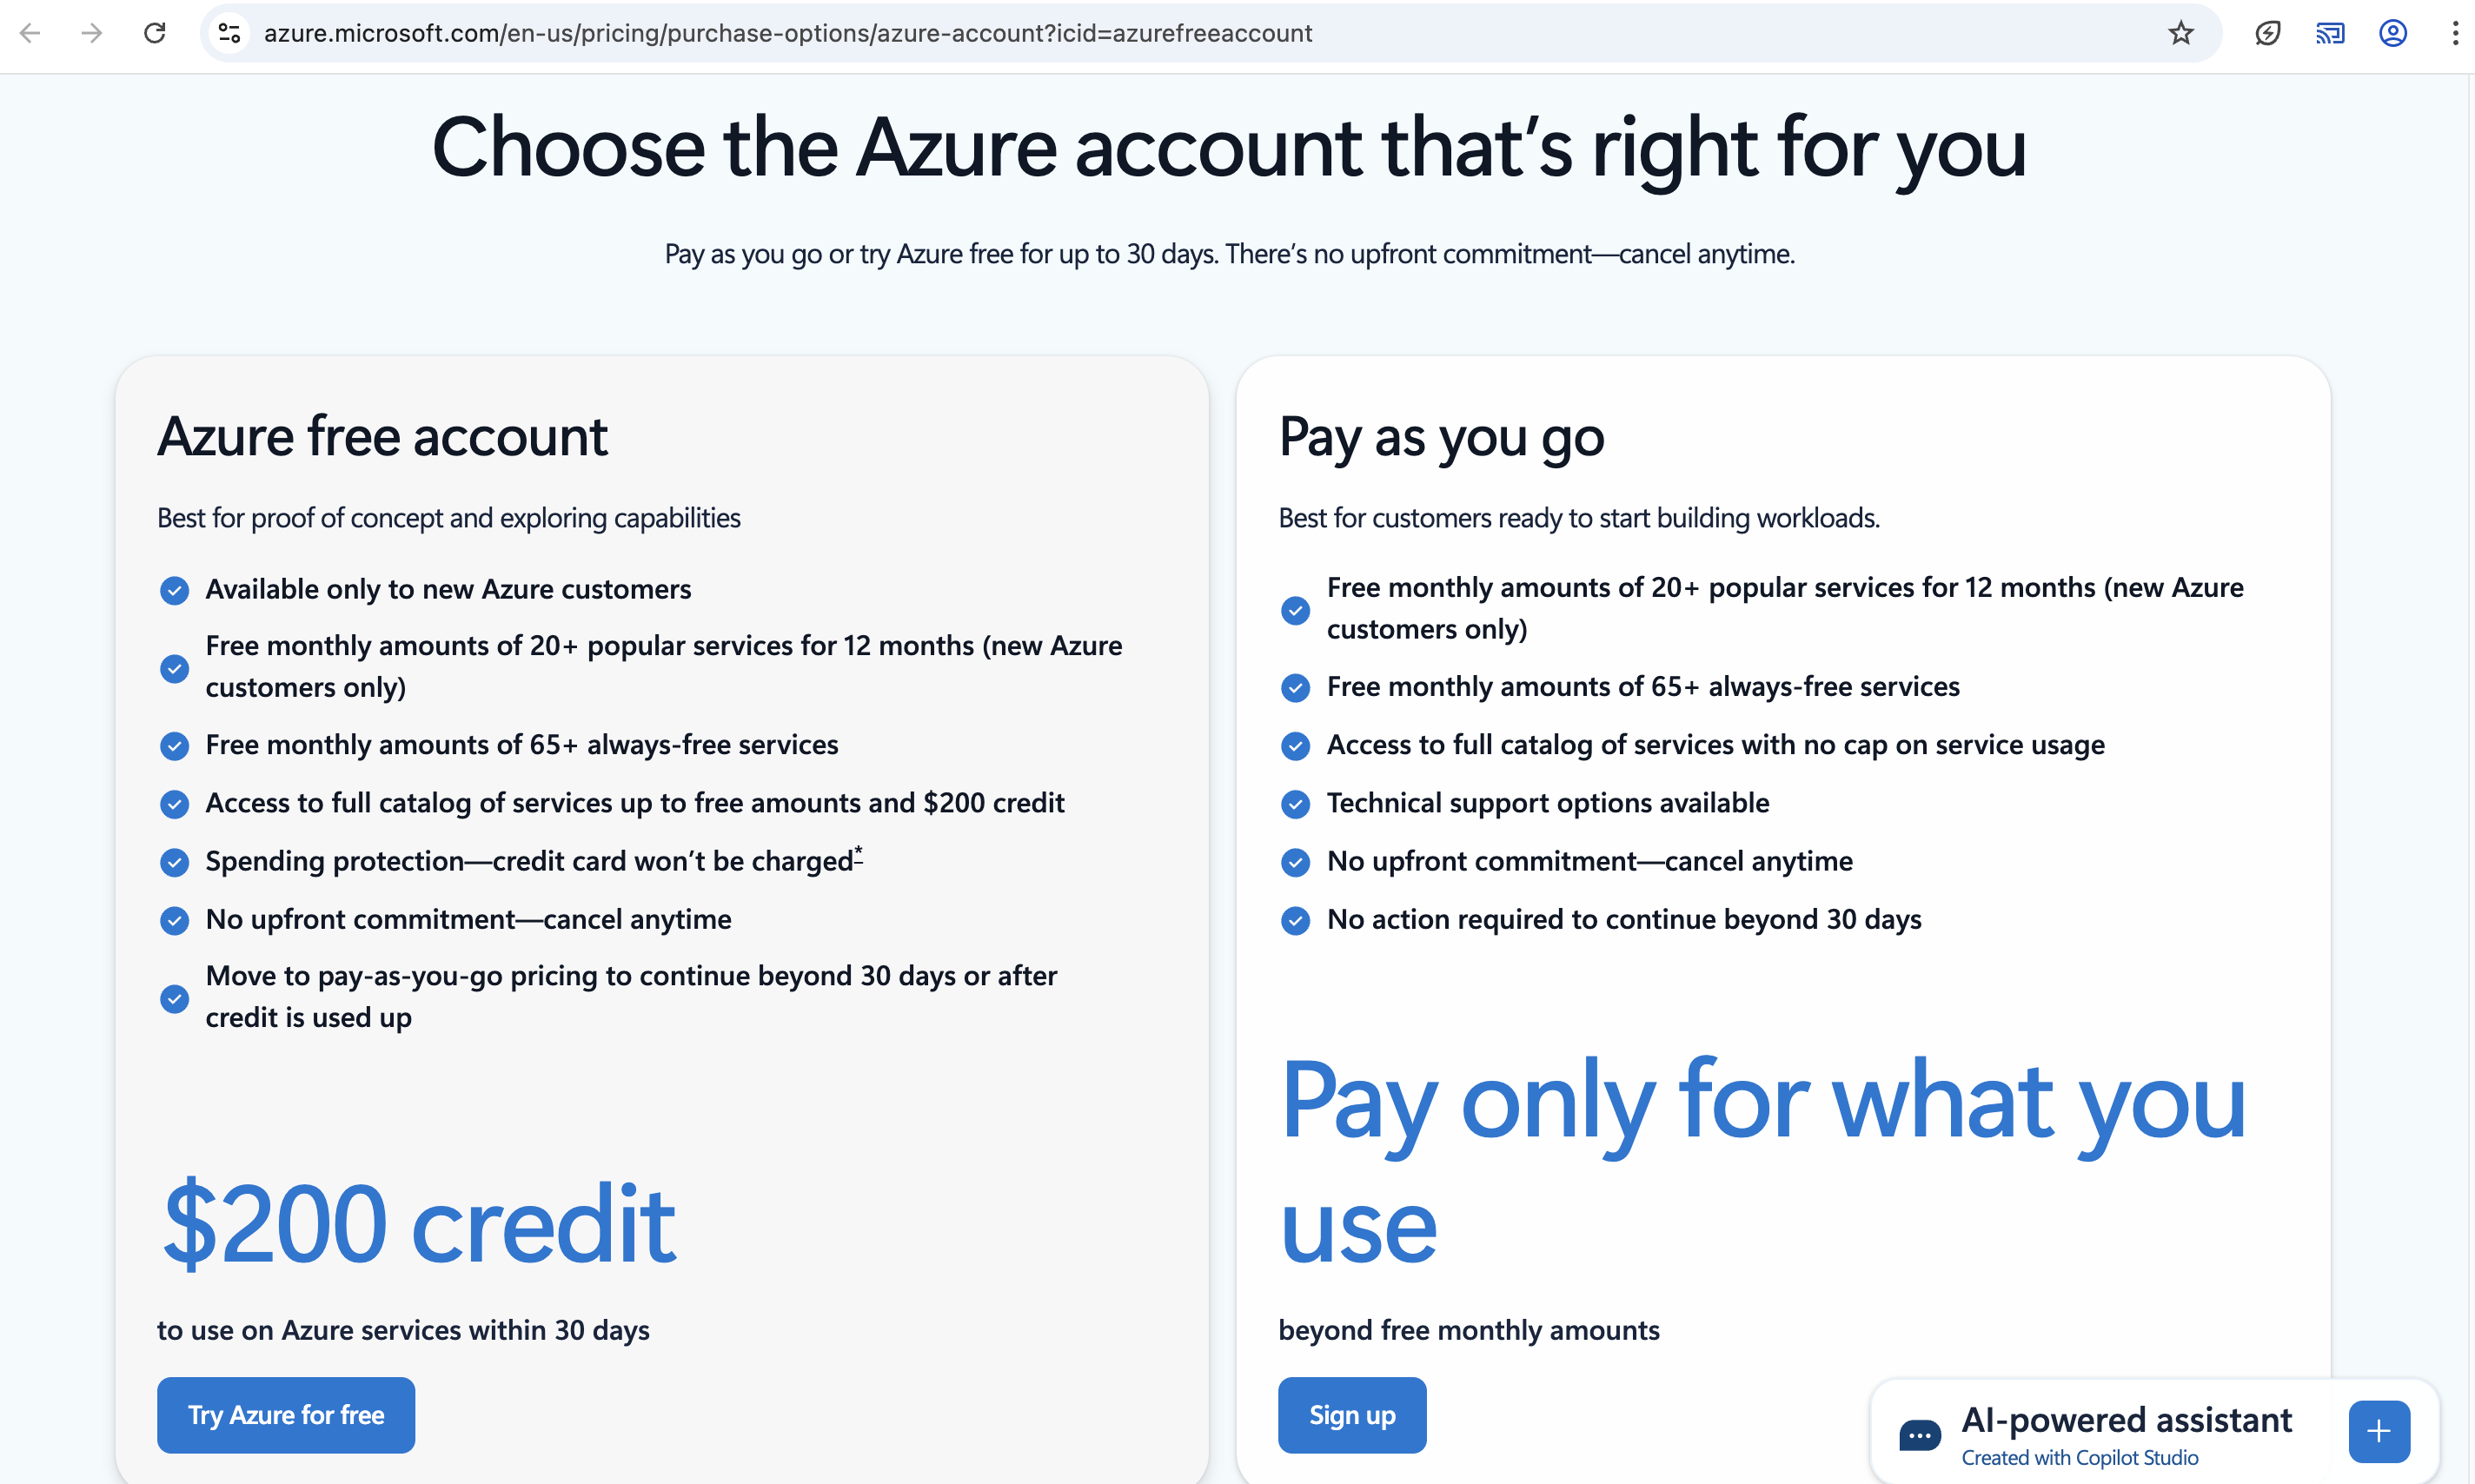 azure.microsoft.com/en-us/pricing/purchase-options/azure-account?icid=azurefreeaccount
Choose the Azure account that’s right for you
Pay as you go or try Azure free for up to 30 days. There’s no upfront commitment—cancel anytime.
Azure free account
Best for proof of concept and exploring capabilities
Available only to new Azure customers
Free monthly amounts of 20+ popular services for 12 months (new Azure
customers only)
Free monthly amounts of 65+ always-free services
Access to full catalog of services up to free amounts and $200 credit
Spending protection—credit card won’t be charged*
No upfront commitment—cancel anytime
Move to pay-as-you-go pricing to continue beyond 30 days or after
credit is used up
$200 credit
to use on Azure services within 30 days
Try Azure for free
Pay as you go
Best for customers ready to start building workloads.
Free monthly amounts of 20+ popular services for 12 months (new Azure
customers only)
Free monthly amounts of 65+ always-free services
Access to full catalog of services with no cap on service usage
Technical support options available
No upfront commitment—cancel anytime
No action required to continue beyond 30 days
Pay only for what you
use
beyond free monthly amounts
Sign up
AI-powered assistant
Created with Copilot Studio